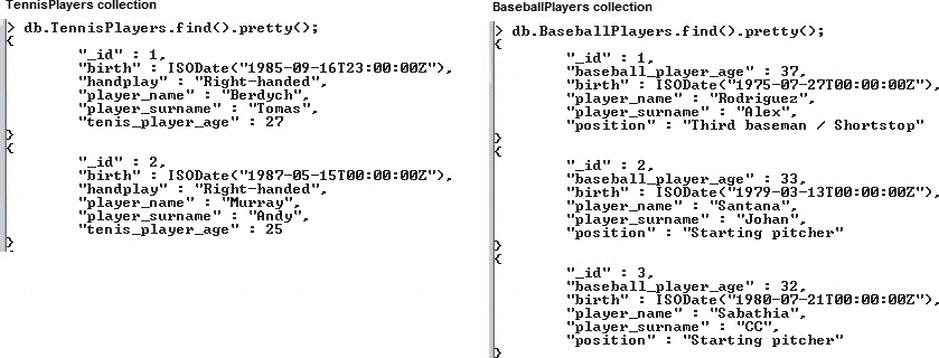 TennisPlayers collection
> db.TennisPlayers.find().pretty();
{
"_id" : 1,
"birth" : ISODate("1985-09-16T23:00:00Z"),
"handplay" : "Right-handed",
"player_name" : "Berdych",
"player_surname" : "Tomas",
"tenis_player_age" : 27
}
{
"_id" : 2,
"birth" : ISODate("1987-05-15T00:00:00Z"),
"handplay" : "Right-handed",
"player_name" : "Murray",
"player_surname" : "Andy",
"tenis_player_age" : 25
}
BaseballPlayers collection
> db.BaseballPlayers.find().pretty();
{
"_id" : 1,
"baseball_player_age" : 37,
"birth" : ISODate("1975-07-27T00:00:00Z"),
"player_name" : "Rodriguez",
"player_surname" : "Alex",
"position" : "Third baseman / Shortstop"
}
{
"_id" : 2,
"baseball_player_age" : 33,
"birth" : ISODate("1979-03-13T00:00:00Z"),
"player_name" : "Santana",
"player_surname" : "Johan",
"position" : "Starting pitcher"
}
{
"_id" : 3,
"baseball_player_age" : 32,
"birth" : ISODate("1980-07-21T00:00:00Z"),
"player_name" : "Sabathia",
"player_surname" : "CC",
"position" : "Starting pitcher"
}